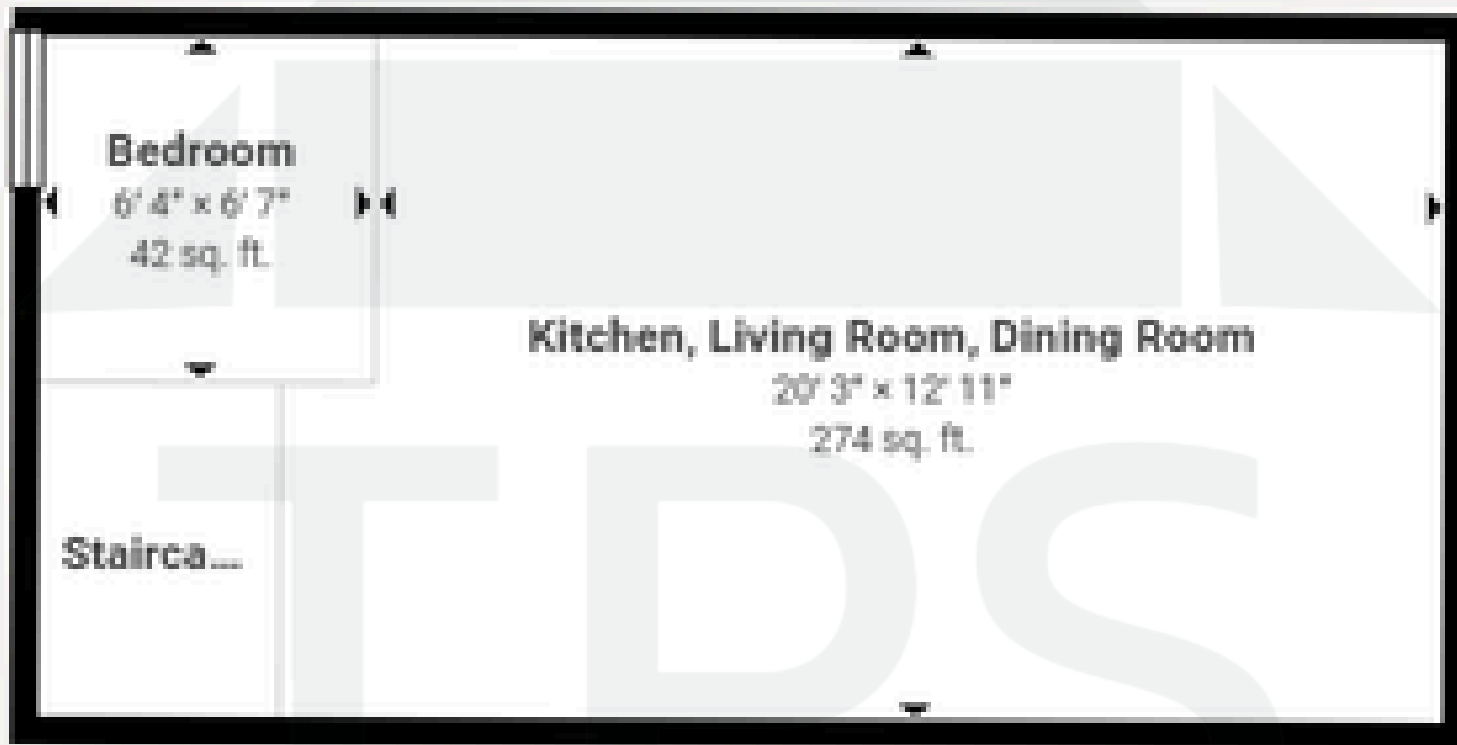 Bedroom
6' 4" × 6' 7"
42 sq. ft.
Kitchen, Living Room, Dining Room
20' 3" × 12' 11"
274 sq. ft.
Stairca...
TPS